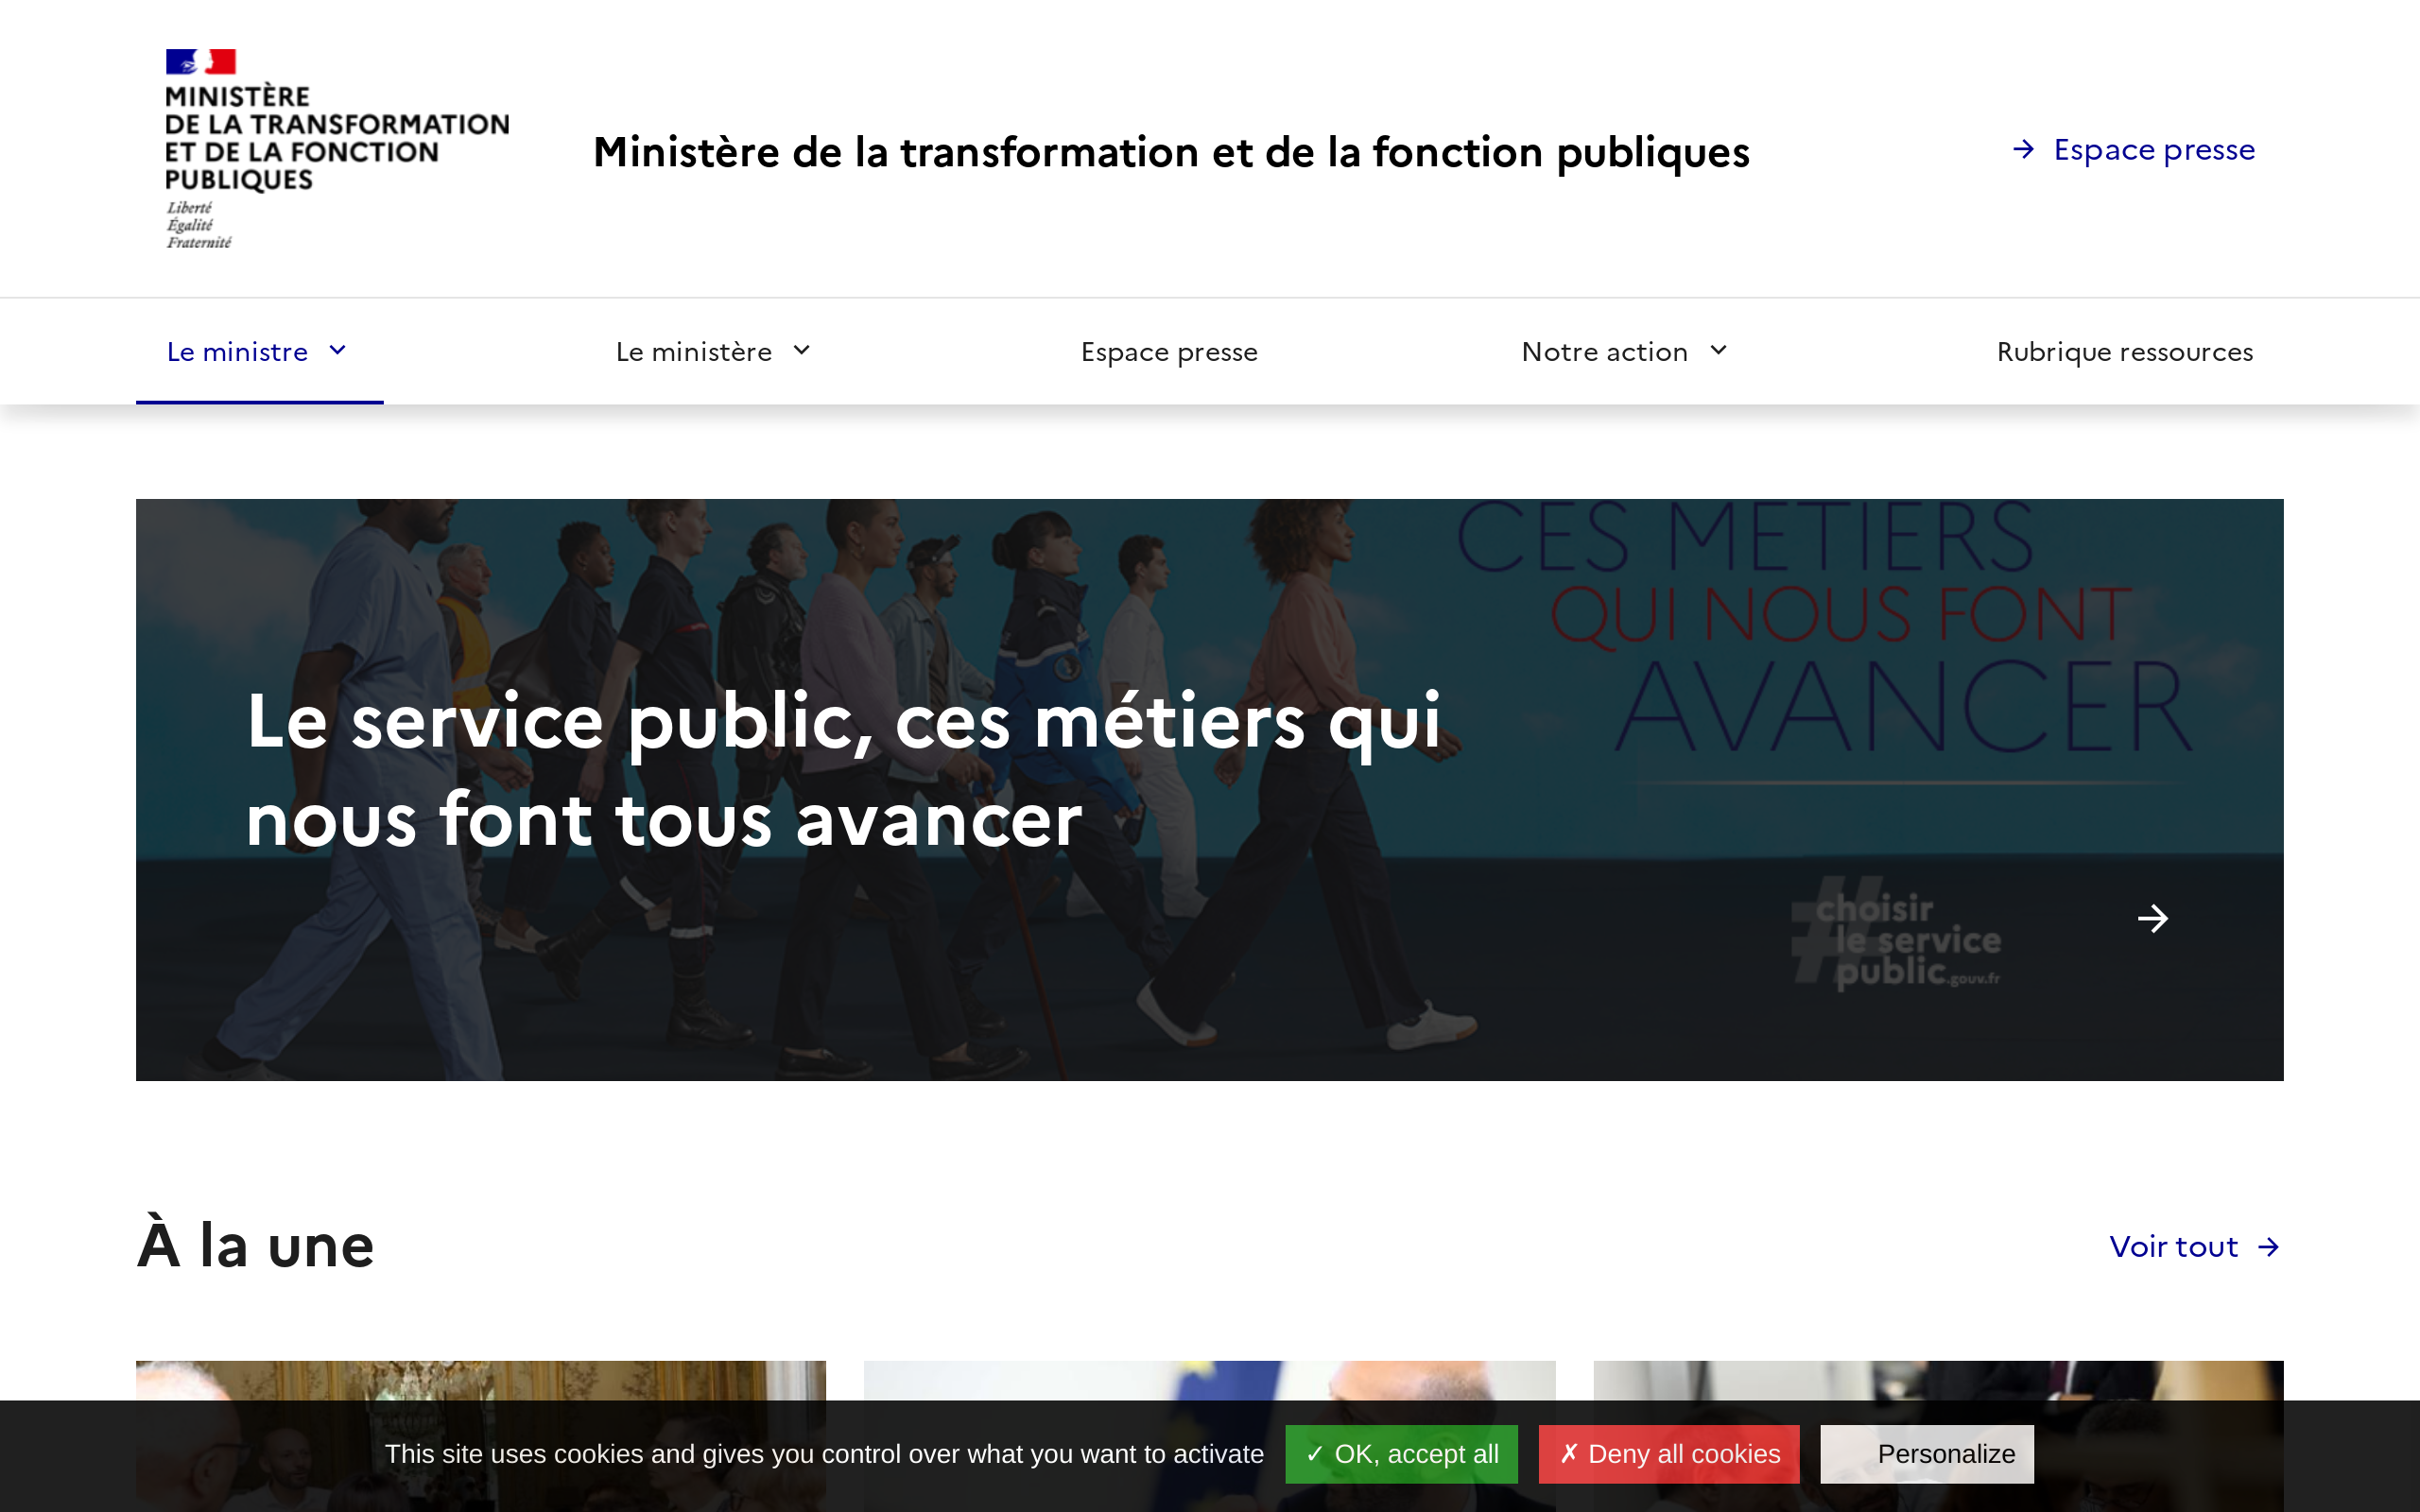 MINISTÈRE
DE LA TRANSFORMATION
ET DE LA FONCTION
PUBLIQUES
Liberté
Égalité
Fraternité
Ministère de la transformation et de la fonction publiques
Espace presse
Le ministre
Le ministère
Espace presse
Notre action
Rubrique ressources
CES MÉTIERS
QUI NOUS FONT
AVANCER
Le service public, ces métiers qui
nous font tous avancer
#choisir
le service
public.gouv.fr
À la une
Voir tout
This site uses cookies and gives you control over what you want to activate
✓ OK, accept all
✗ Deny all cookies
Personalize